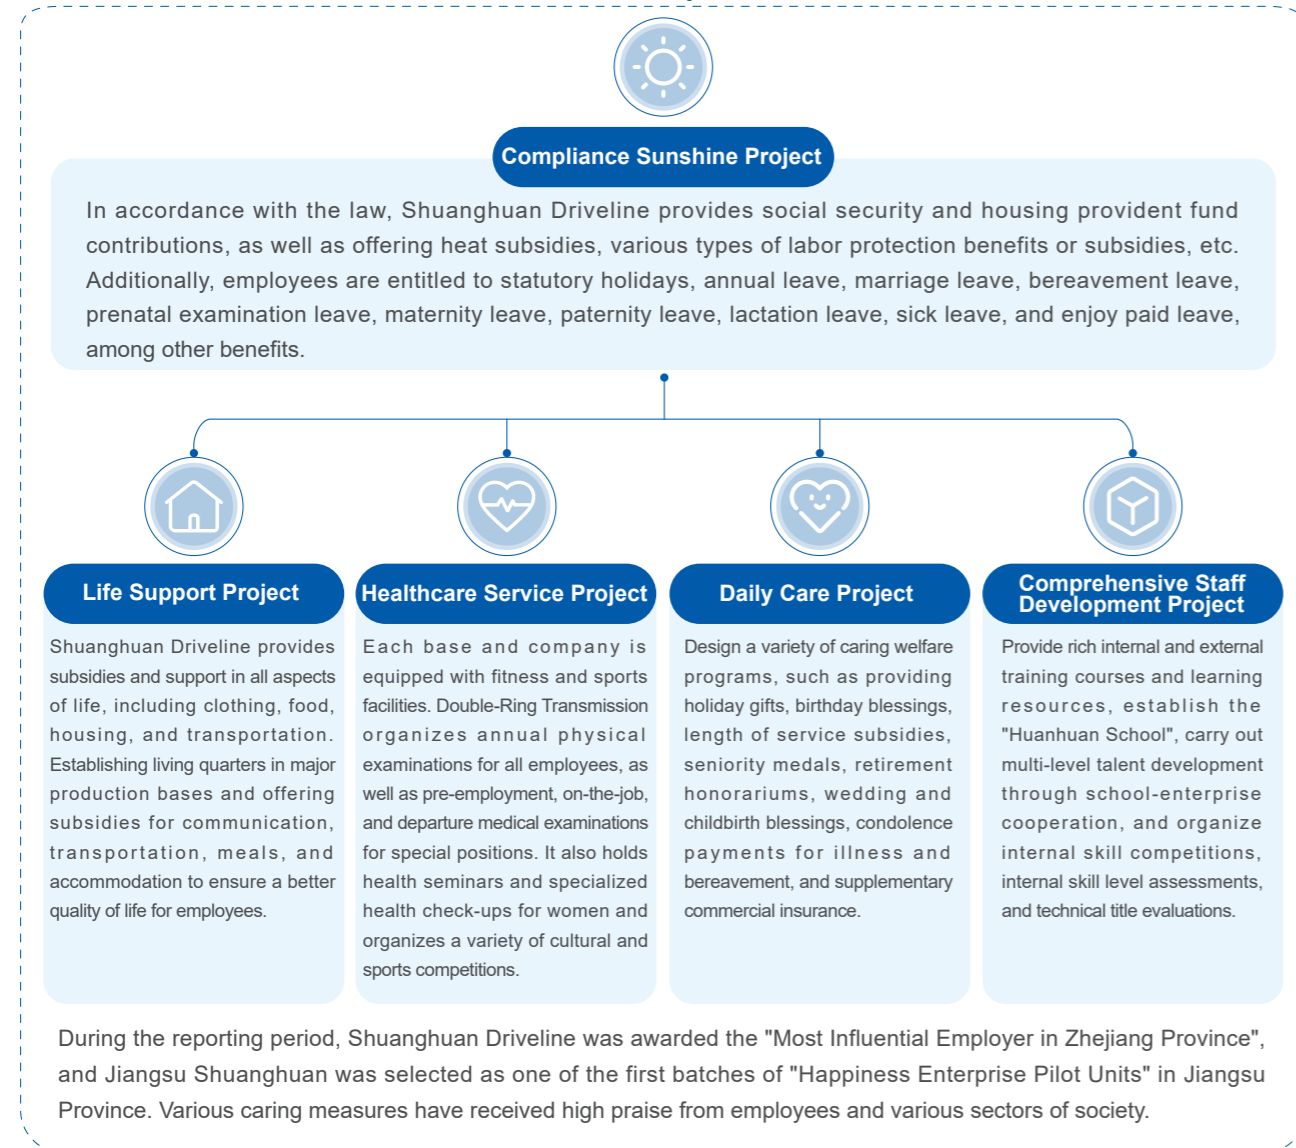 Compliance Sunshine Project
In accordance with the law, Shuanghuan Driveline provides social security and housing provident fund
contributions, as well as offering heat subsidies, various types of labor protection benefits or subsidies, etc.
Additionally, employees are entitled to statutory holidays, annual leave, marriage leave, bereavement leave,
prenatal examination leave, maternity leave, paternity leave, lactation leave, sick leave, and enjoy paid leave,
among other benefits.
Life Support Project
Shuanghuan Driveline provides
subsidies and support in all aspects
of life, including clothing, food,
housing, and transportation.
Establishing living quarters in major
production bases and offering
subsidies for communication,
transportation, meals, and
accommodation to ensure a better
quality of life for employees.
Healthcare Service Project
Each base and company is
equipped with fitness and sports
facilities. Double-Ring Transmission
organizes annual physical
examinations for all employees, as
well as pre-employment, on-the-job,
and departure medical examinations
for special positions. It also holds
health seminars and specialized
health check-ups for women and
organizes a variety of cultural and
sports competitions.
Daily Care Project
Design a variety of caring welfare
programs, such as providing
holiday gifts, birthday blessings,
length of service subsidies,
seniority medals, retirement
honorariums, wedding and
childbirth blessings, condolence
payments for illness and
bereavement, and supplementary
commercial insurance.
Comprehensive Staff
Development Project
Provide rich internal and external
training courses and learning
resources, establish the
"Huanhuan School", carry out
multi-level talent development
through school-enterprise
cooperation, and organize
internal skill competitions,
internal skill level assessments,
and technical title evaluations.
During the reporting period, Shuanghuan Driveline was awarded the "Most Influential Employer in Zhejiang Province",
and Jiangsu Shuanghuan was selected as one of the first batches of "Happiness Enterprise Pilot Units" in Jiangsu
Province. Various caring measures have received high praise from employees and various sectors of society.